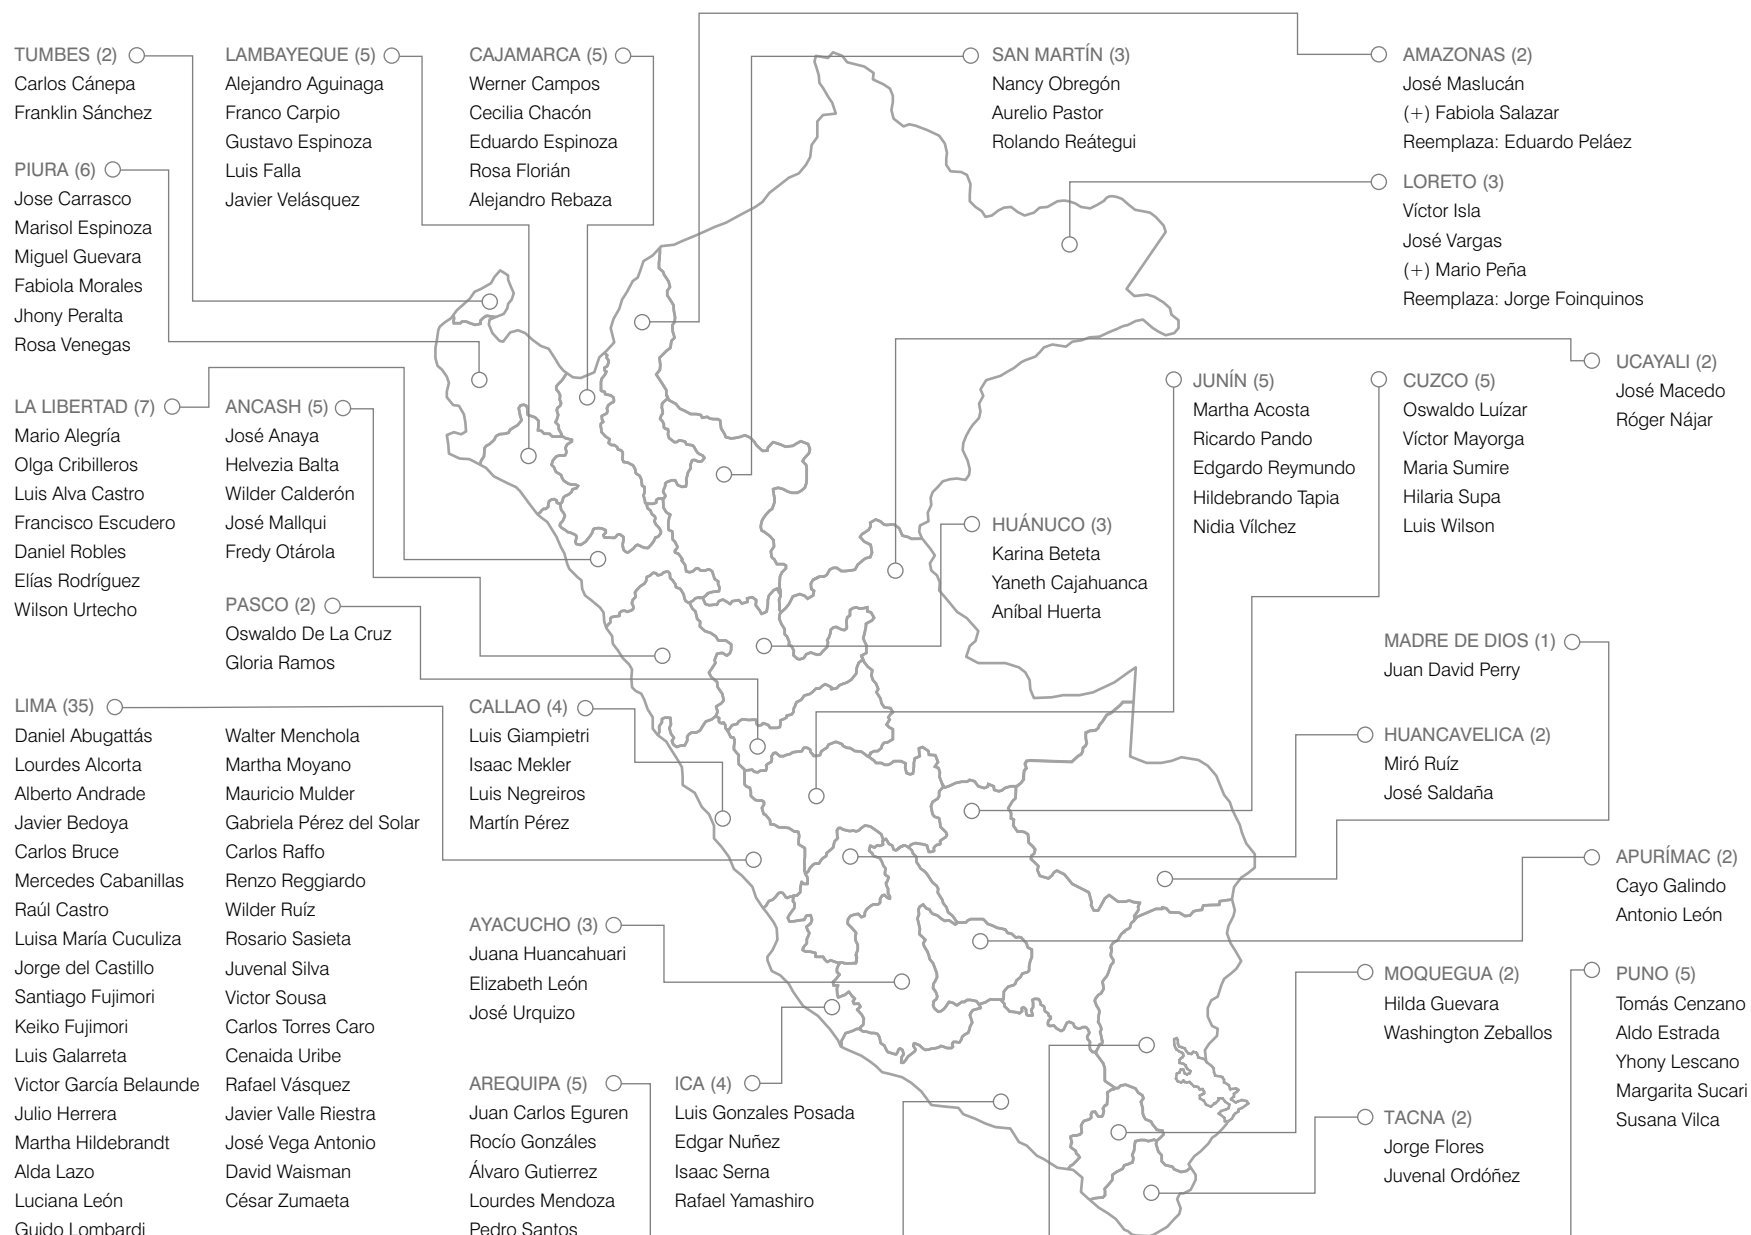 TUMBES (2)
Carlos Cánepa
Franklin Sánchez
PIURA (6)
Jose Carrasco
Marisol Espinoza
Miguel Guevara
Fabiola Morales
Jhony Peralta
Rosa Venegas
LAMBAYEQUE (5)
Alejandro Aguinaga
Franco Carpio
Gustavo Espinoza
Luis Falla
Javier Velásquez
CAJAMARCA (5)
Werner Campos
Cecilia Chacón
Eduardo Espinoza
Rosa Florián
Alejandro Rebaza
SAN MARTÍN (3)
Nancy Obregón
Aurelio Pastor
Rolando Reátegui
AMAZONAS (2)
José Maslucán
(+) Fabiola Salazar
Reemplaza: Eduardo Peláez
LORETO (3)
Víctor Isla
José Vargas
(+) Mario Peña
Reemplaza: Jorge Foinquinos
UCAYALI (2)
José Macedo
Róger Nájar
LA LIBERTAD (7)
Mario Alegría
Olga Cribilleros
Luis Alva Castro
Francisco Escudero
Daniel Robles
Elías Rodríguez
Wilson Urtecho
ANCASH (5)
José Anaya
Helvezia Balta
Wilder Calderón
José Mallqui
Fredy Otárola
PASCO (2)
Oswaldo De La Cruz
Gloria Ramos
HUÁNUCO (3)
Karina Beteta
Yaneth Cajahuanca
Aníbal Huerta
JUNÍN (5)
Martha Acosta
Ricardo Pando
Edgardo Reymundo
Hildebrando Tapia
Nidia Vílchez
CUZCO (5)
Oswaldo Luízar
Víctor Mayorga
Maria Sumire
Hilaria Supa
Luis Wilson
MADRE DE DIOS (1)
Juan David Perry
HUANCAVELICA (2)
Miró Ruíz
José Saldaña
LIMA (35)
Daniel Abugattás
Lourdes Alcorta
Alberto Andrade
Javier Bedoya
Carlos Bruce
Mercedes Cabanillas
Raúl Castro
Luisa María Cuculiza
Jorge del Castillo
Santiago Fujimori
Keiko Fujimori
Luis Galarreta
Victor García Belaunde
Julio Herrera
Martha Hildebrandt
Alda Lazo
Luciana León
Guido Lombardi
Walter Menchola
Martha Moyano
Mauricio Mulder
Gabriela Pérez del Solar
Carlos Raffo
Renzo Reggiardo
Wilder Ruíz
Rosario Sasieta
Juvenal Silva
Victor Sousa
Carlos Torres Caro
Cenaida Uribe
Rafael Vásquez
Javier Valle Riestra
José Vega Antonio
David Waisman
César Zumaeta
CALLAO (4)
Luis Giampietri
Isaac Mekler
Luis Negreiros
Martín Pérez
AYACUCHO (3)
Juana Huancahuari
Elizabeth León
José Urquizo
AREQUIPA (5)
Juan Carlos Eguren
Rocío Gonzáles
Álvaro Gutierrez
Lourdes Mendoza
Pedro Santos
ICA (4)
Luis Gonzales Posada
Edgar Nuñez
Isaac Serna
Rafael Yamashiro
APURÍMAC (2)
Cayo Galindo
Antonio León
MOQUEGUA (2)
Hilda Guevara
Washington Zeballos
PUNO (5)
Tomás Cenzano
Aldo Estrada
Yhony Lescano
Margarita Sucari
Susana Vilca
TACNA (2)
Jorge Flores
Juvenal Ordóñez